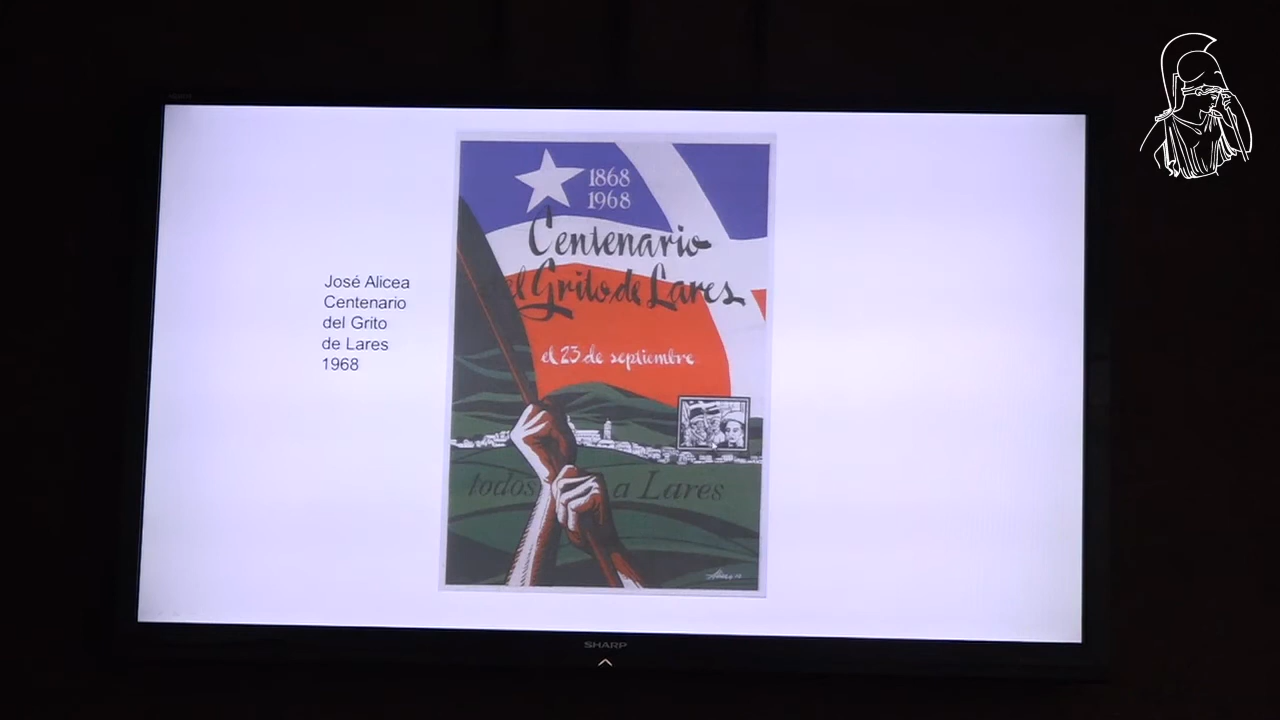 José Alicea
Centenario
del Grito
de Lares
1968
1868
1968
Centenario
el Grito de Lares
el 23 de septiembre
todos a Lares
SHARP